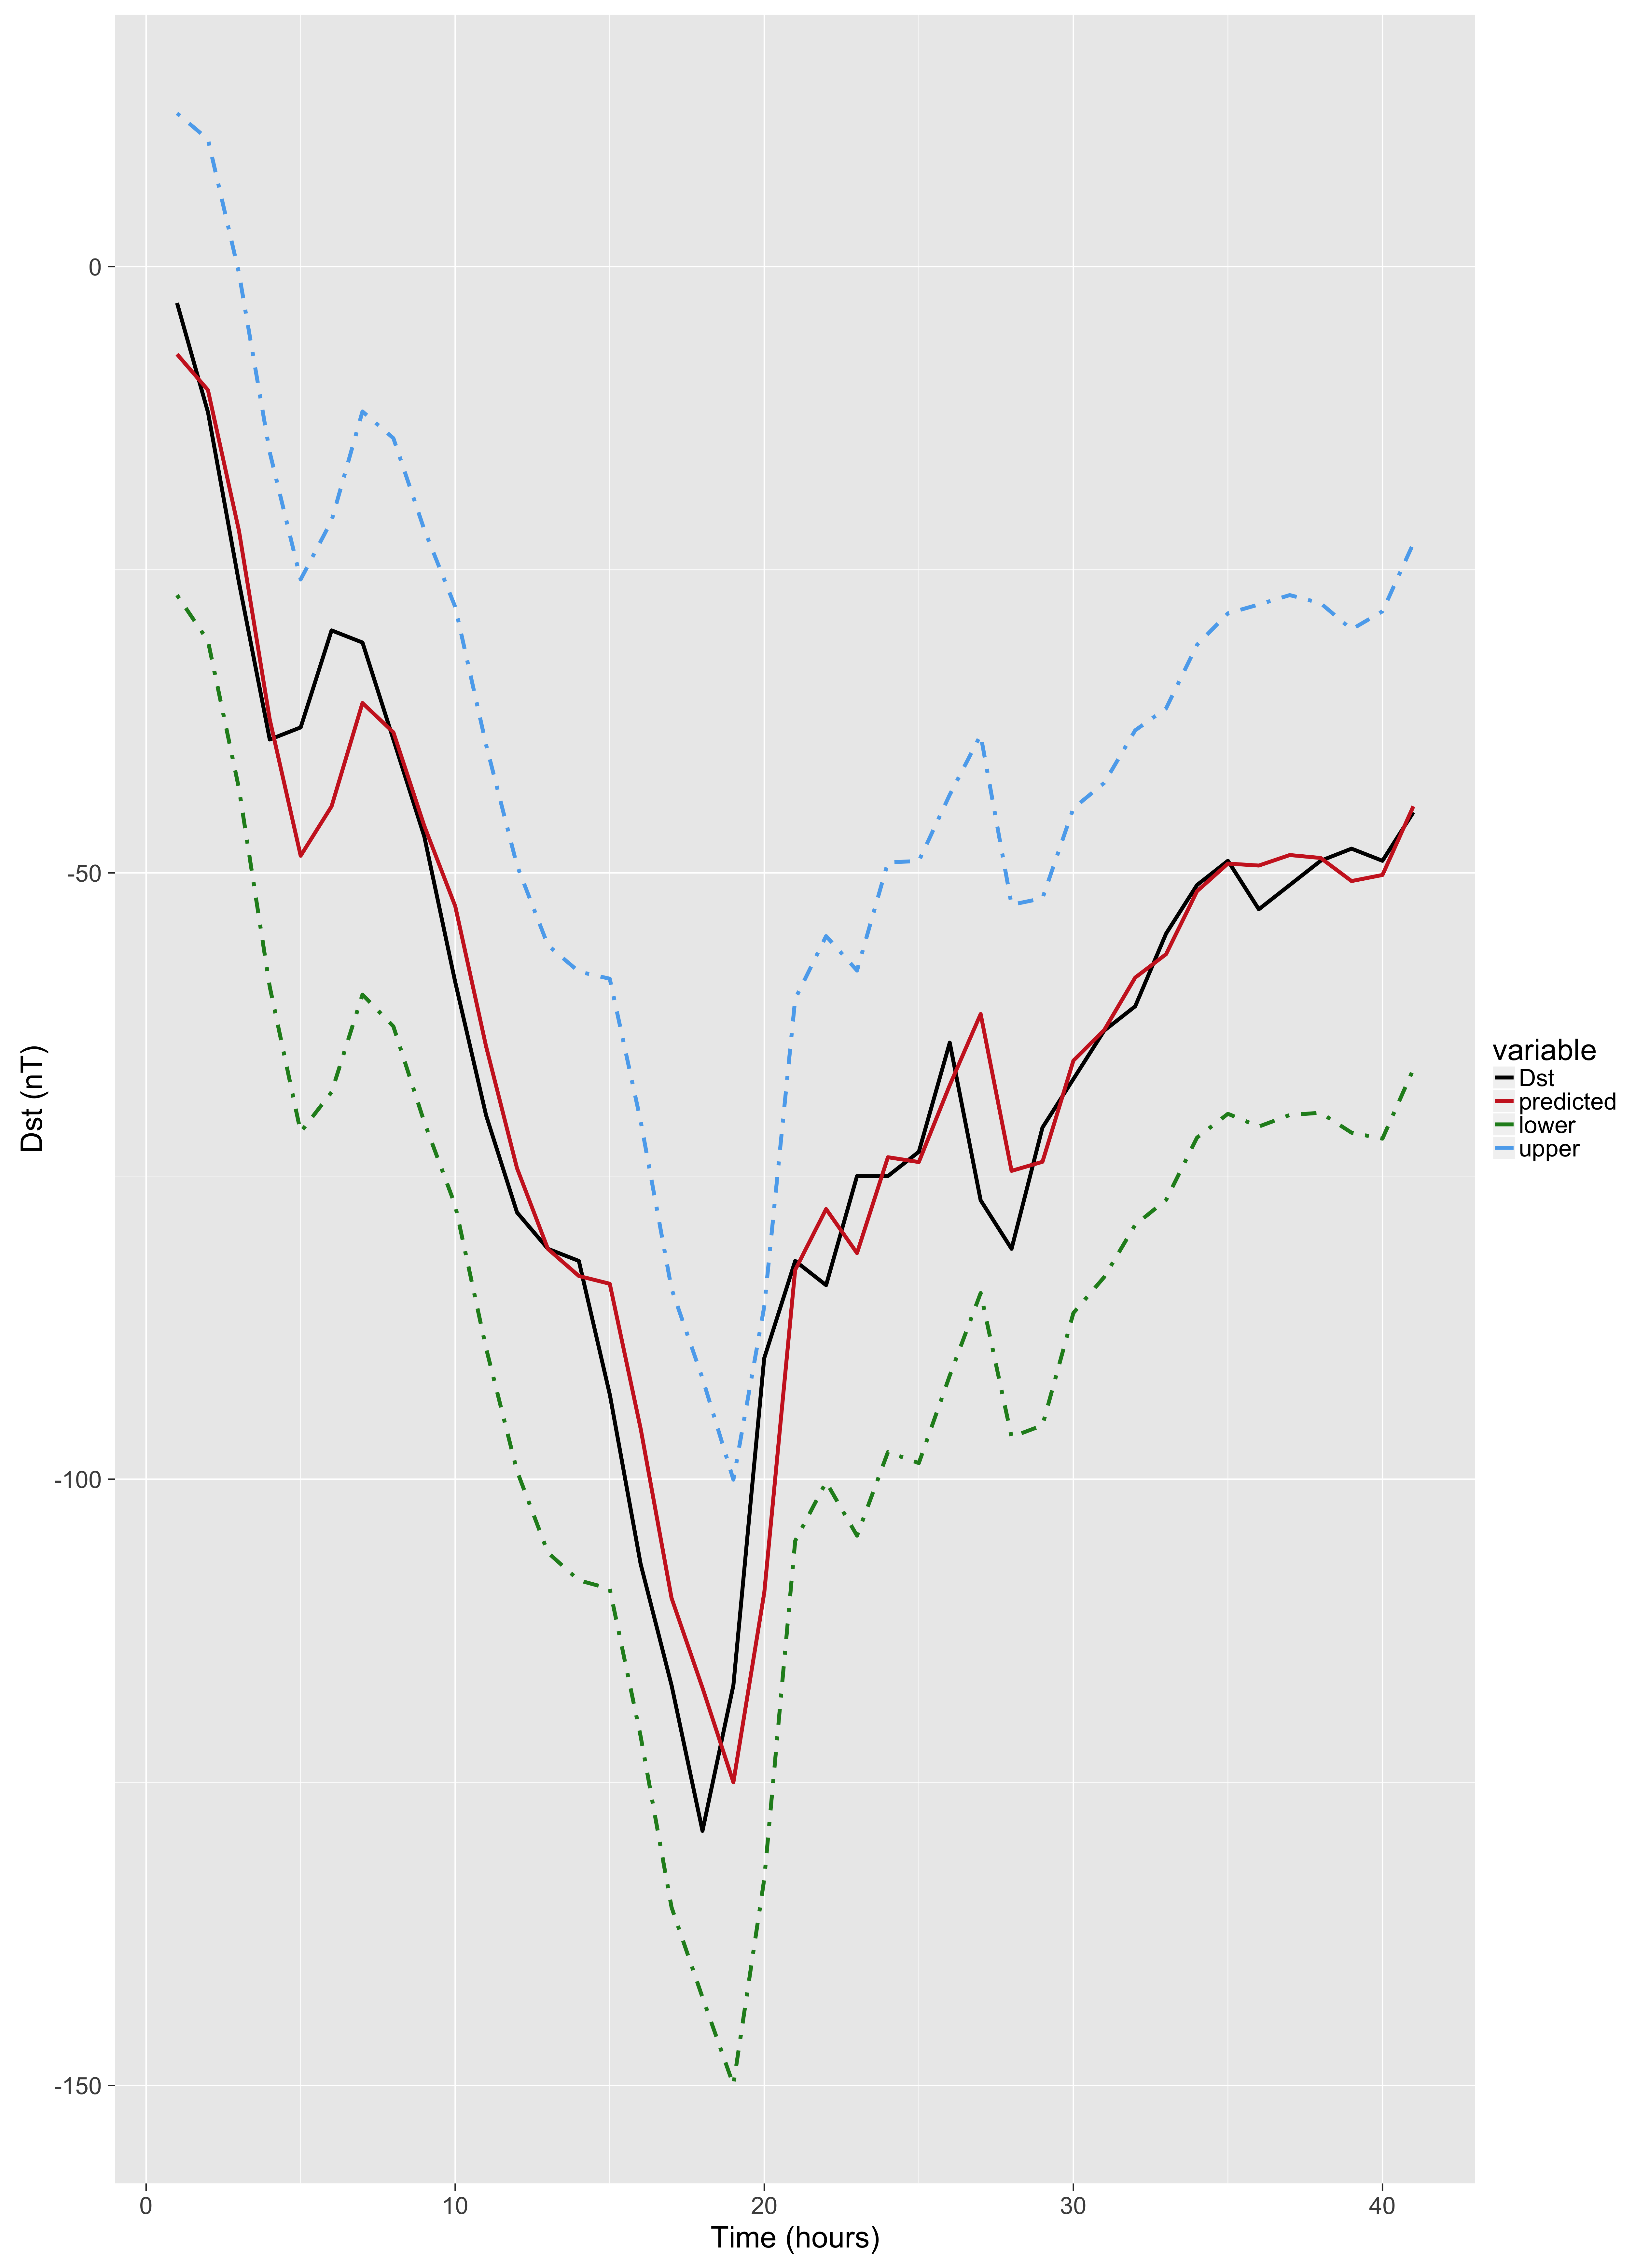 0
-50
-100
-150
Dst (nT)
0
10
20
30
40
Time (hours)
variable
Dst
predicted
lower
upper